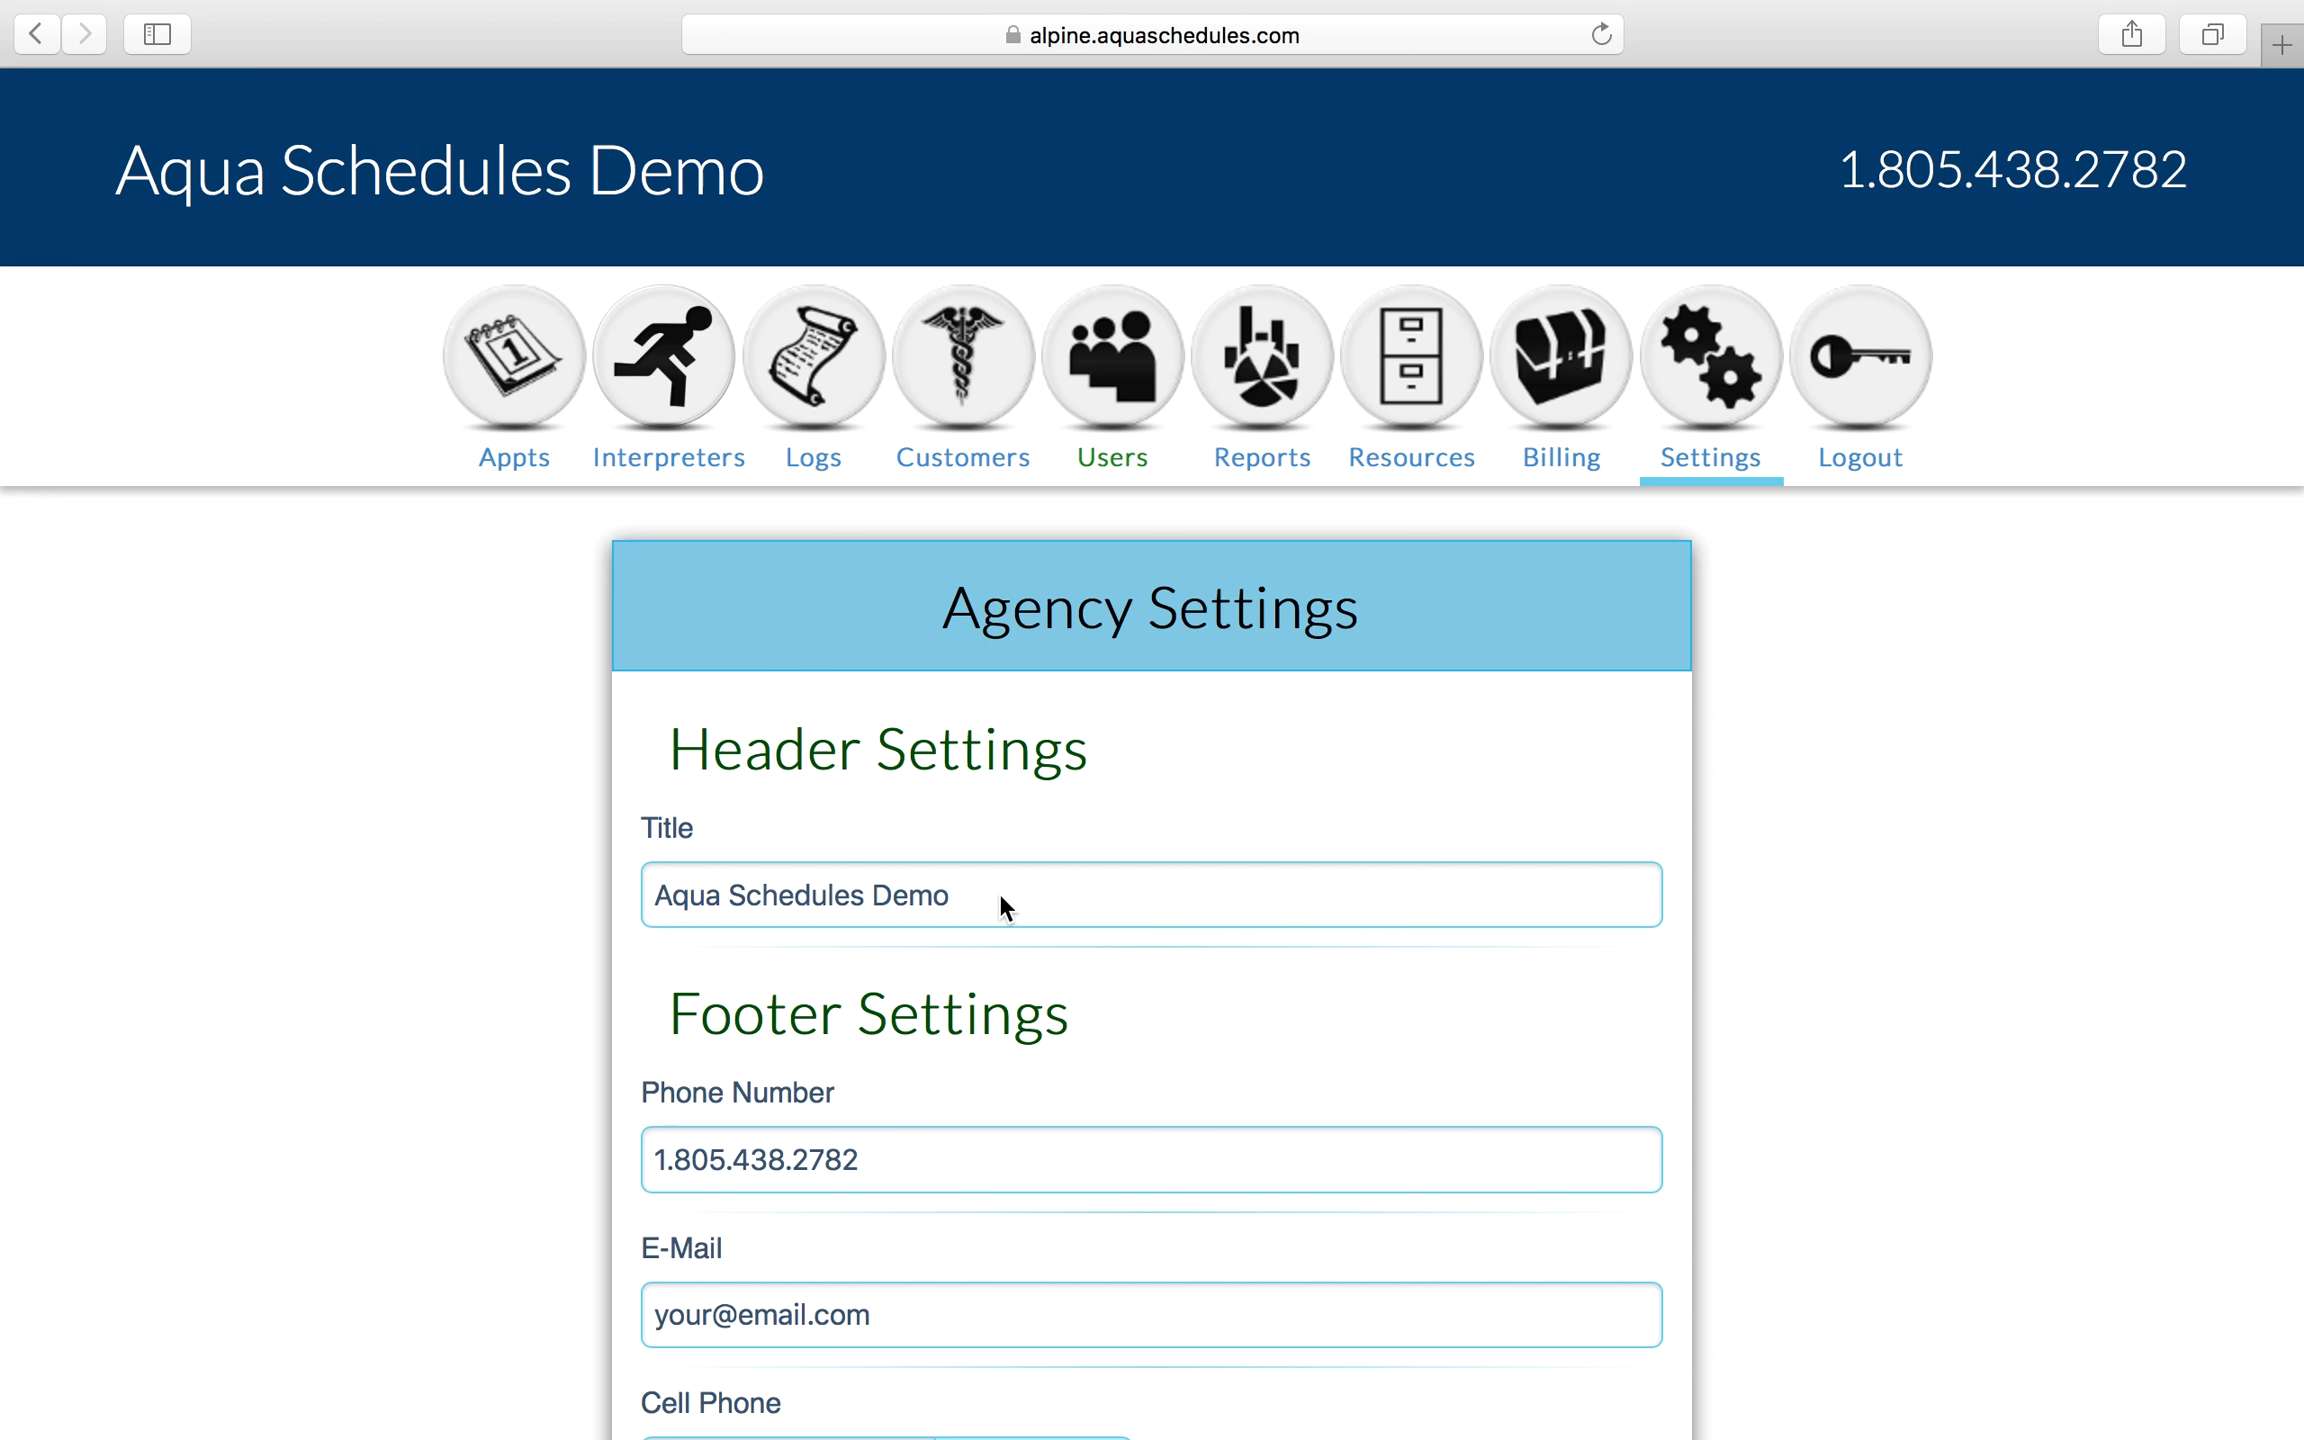 alpine.aquaschedules.com
Aqua Schedules Demo
1.805.438.2782
1
Appts
Interpreters
Logs
Customers
Users
Reports
Resources
Billing
Settings
Logout
Agency Settings
Header Settings
Title
Aqua Schedules Demo
Footer Settings
Phone Number
1.805.438.2782
E-Mail
your@email.com
Cell Phone